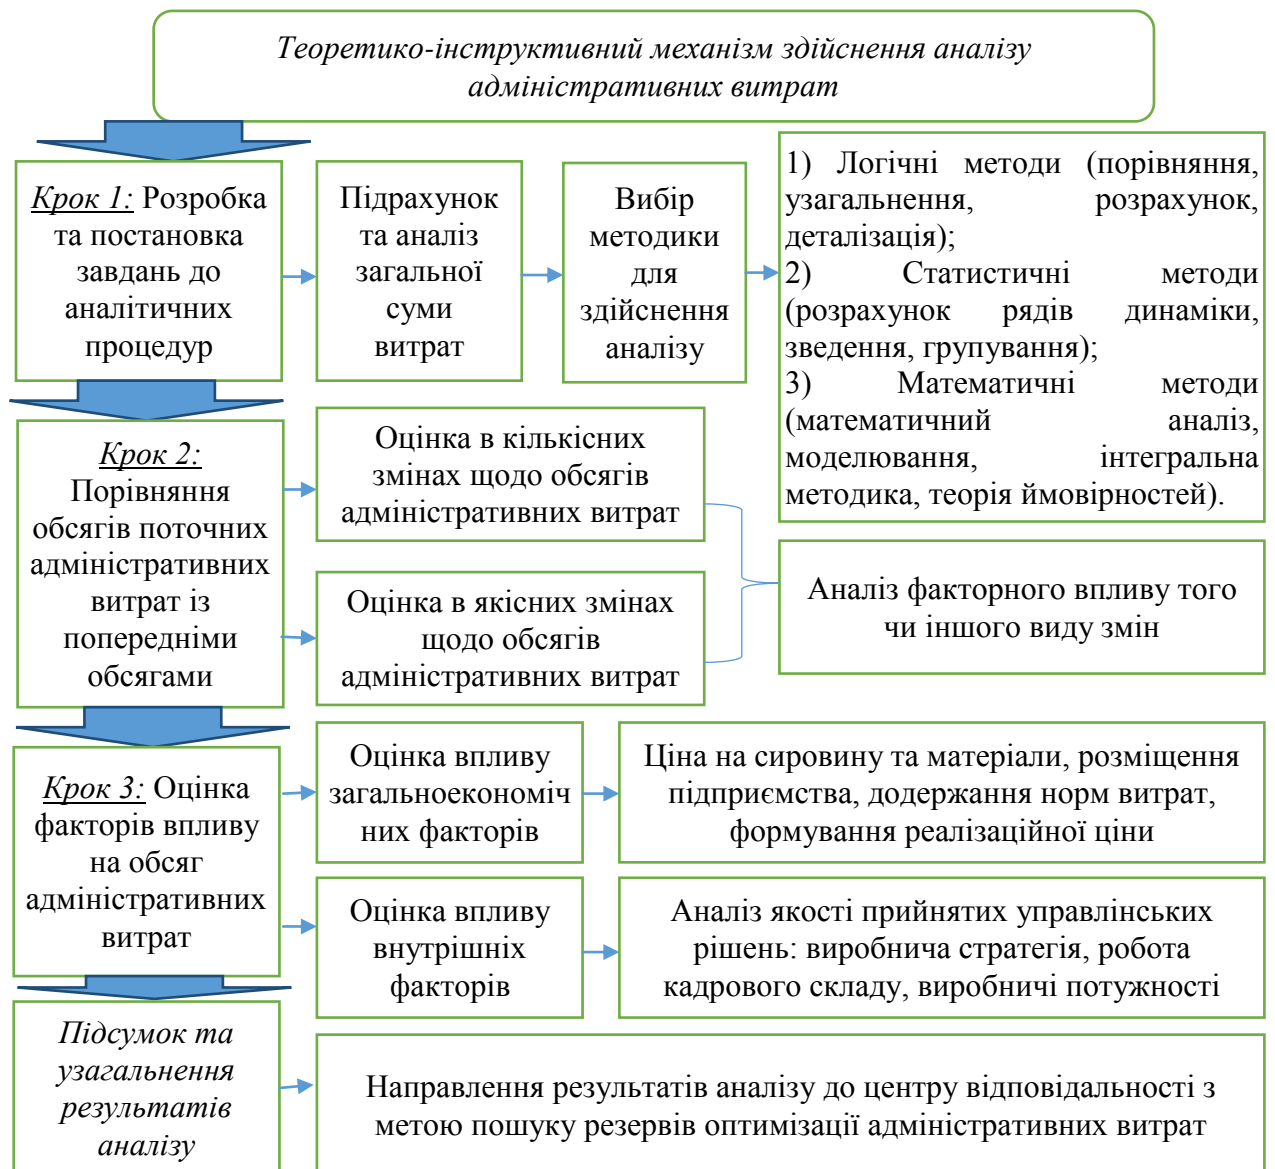 Теоретико-інструктивний механізм здійснення аналізу
адміністративних витрат
Крок 1: Розробка
та постановка
завдань до
аналітичних
процедур
Підрахунок
та аналіз
загальної
суми
витрат
Вибір
методики
для
здійснення
аналізу
1) Логічні методи (порівняння,
узагальнення, розрахунок,
деталізація);
2) Статистичні методи
(розрахунок рядів динаміки,
зведення, групування);
3) Математичні методи
(математичний аналіз,
моделювання, інтегральна
методика, теорія ймовірностей).
Крок 2:
Порівняння
обсягів поточних
адміністративних
витрат із
попередніми
обсягами
Оцінка в кількісних
змінах щодо обсягів
адміністративних витрат
Оцінка в якісних змінах
щодо обсягів
адміністративних витрат
Аналіз факторного впливу того
чи іншого виду змін
Крок 3: Оцінка
факторів впливу
на обсяг
адміністративних
витрат
Оцінка впливу
загальноекономіч
них факторів
Ціна на сировину та матеріали, розміщення
підприємства, додержання норм витрат,
формування реалізаційної ціни
Оцінка впливу
внутрішніх
факторів
Аналіз якості прийнятих управлінських
рішень: виробнича стратегія, робота
кадрового складу, виробничі потужності
Підсумок та
узагальнення
результатів
аналізу
Направлення результатів аналізу до центру відповідальності з
метою пошуку резервів оптимізації адміністративних витрат